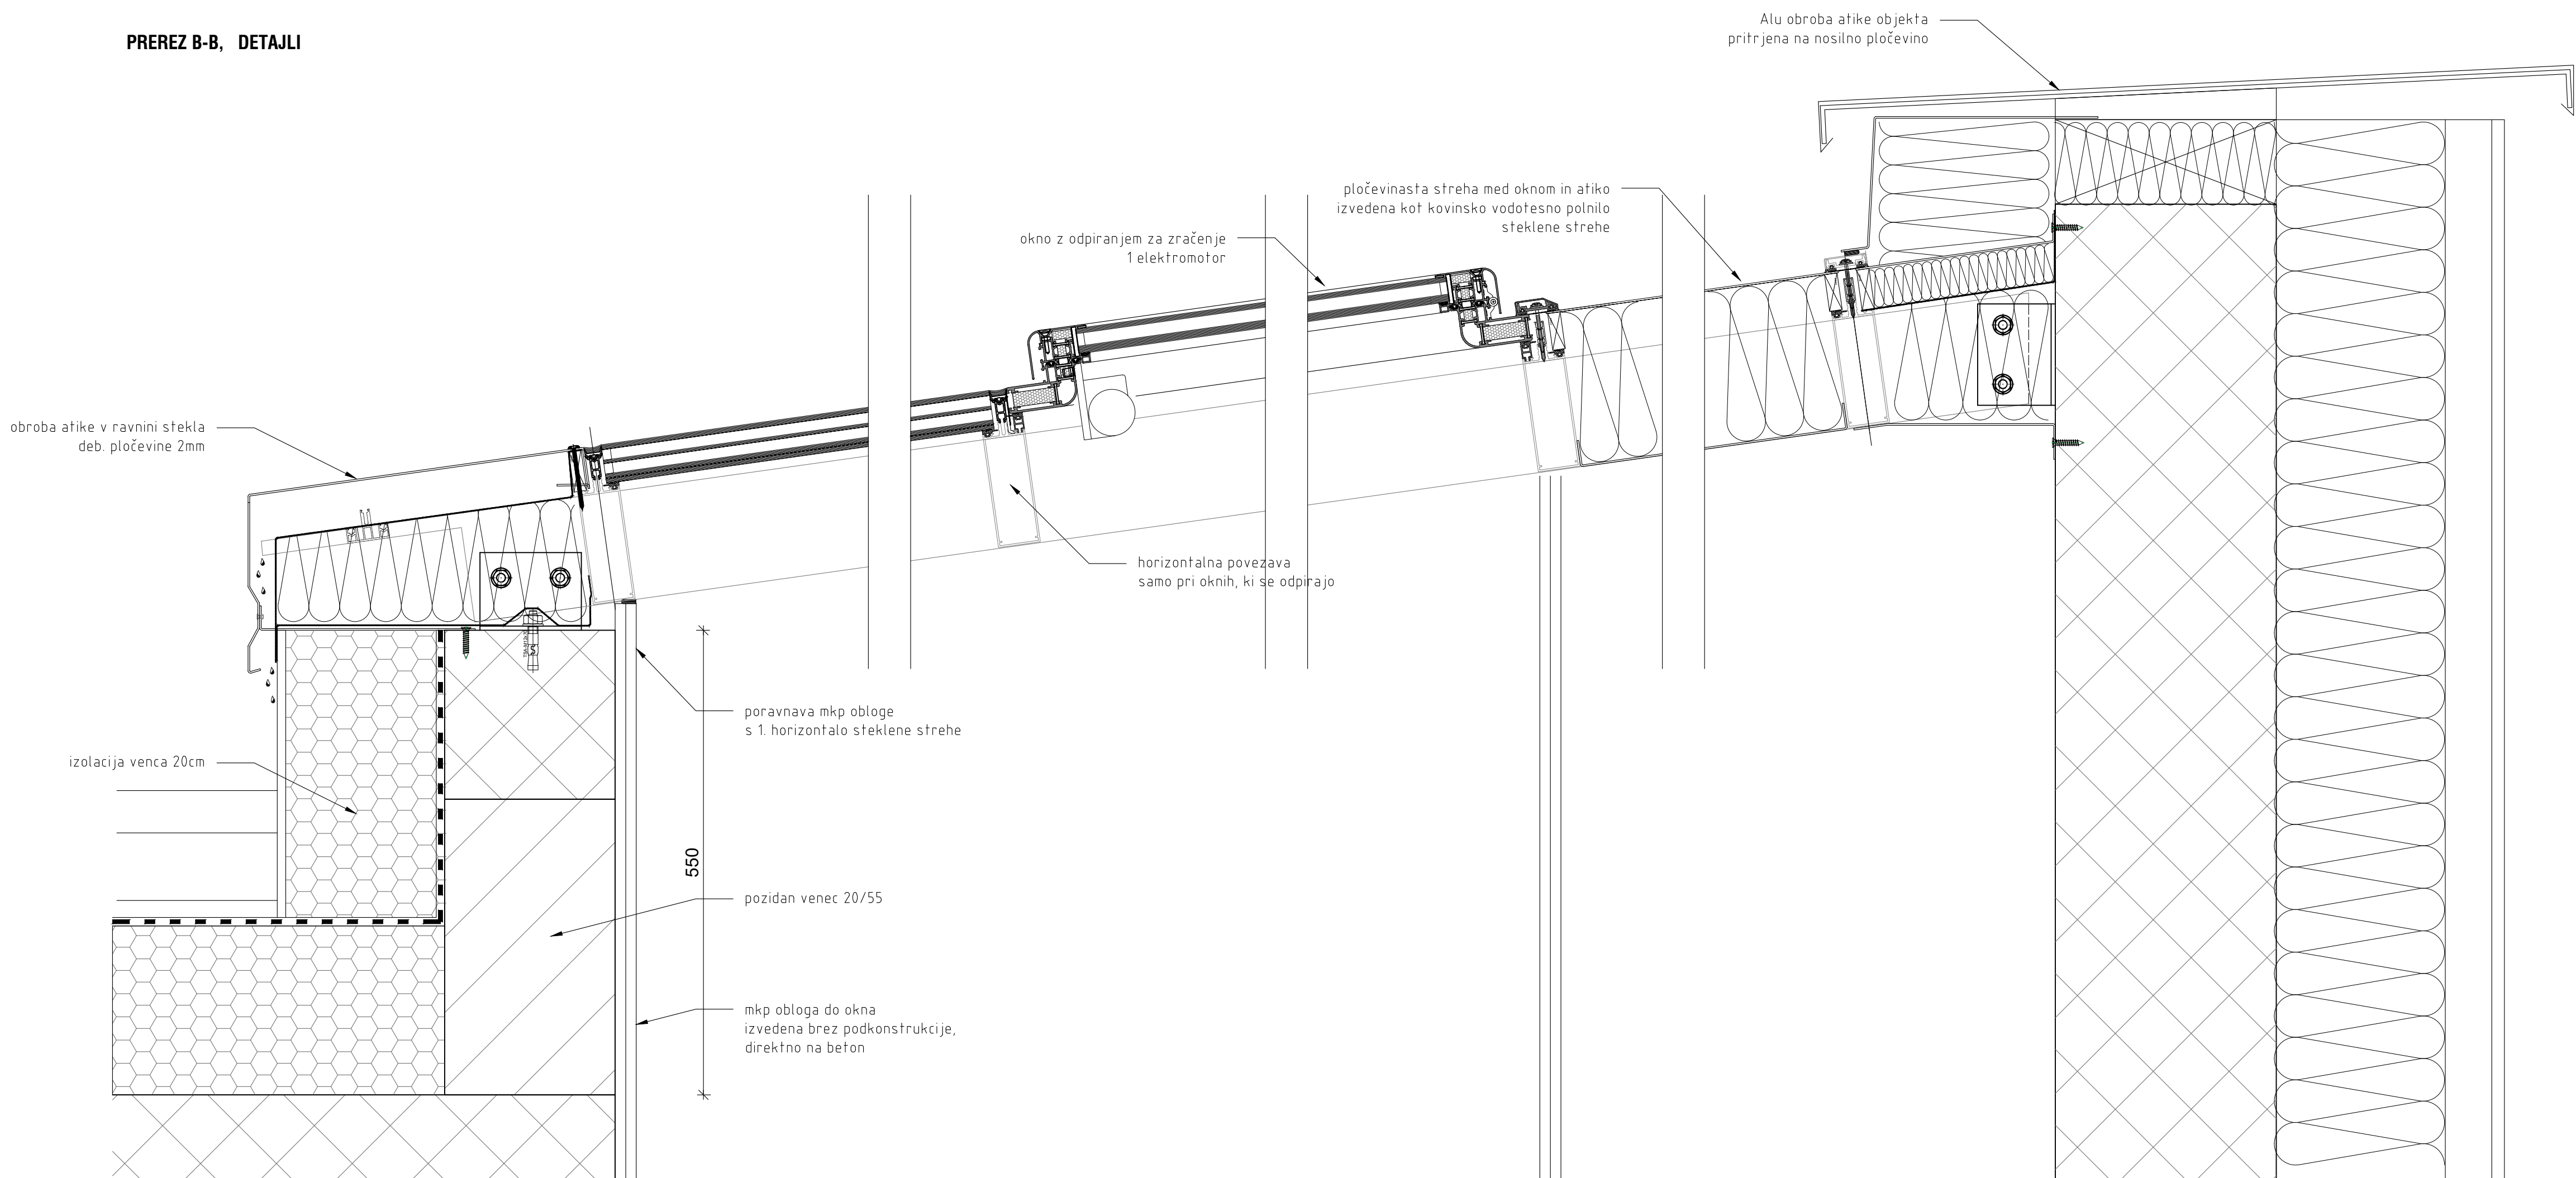 PREREZ B-B,   DETAJLI
Alu obroba atike objekta
pritrjena na nosilno pločevino
pločevinasta streha med oknom in atiko
izvedena kot kovinsko vodotesno polnilo
steklene strehe
okno z odpiranjem za zračenje
1 elektromotor
obroba atike v ravnini stekla
deb. pločevine 2mm
horizontalna povezava
samo pri oknih, ki se odpirajo
poravnava mkp obloge
s 1. horizontalo steklene strehe
izolacija venca 20cm
550
pozidan venec 20/55
mkp obloga do okna
izvedena brez podkonstrukcije,
direktno na beton